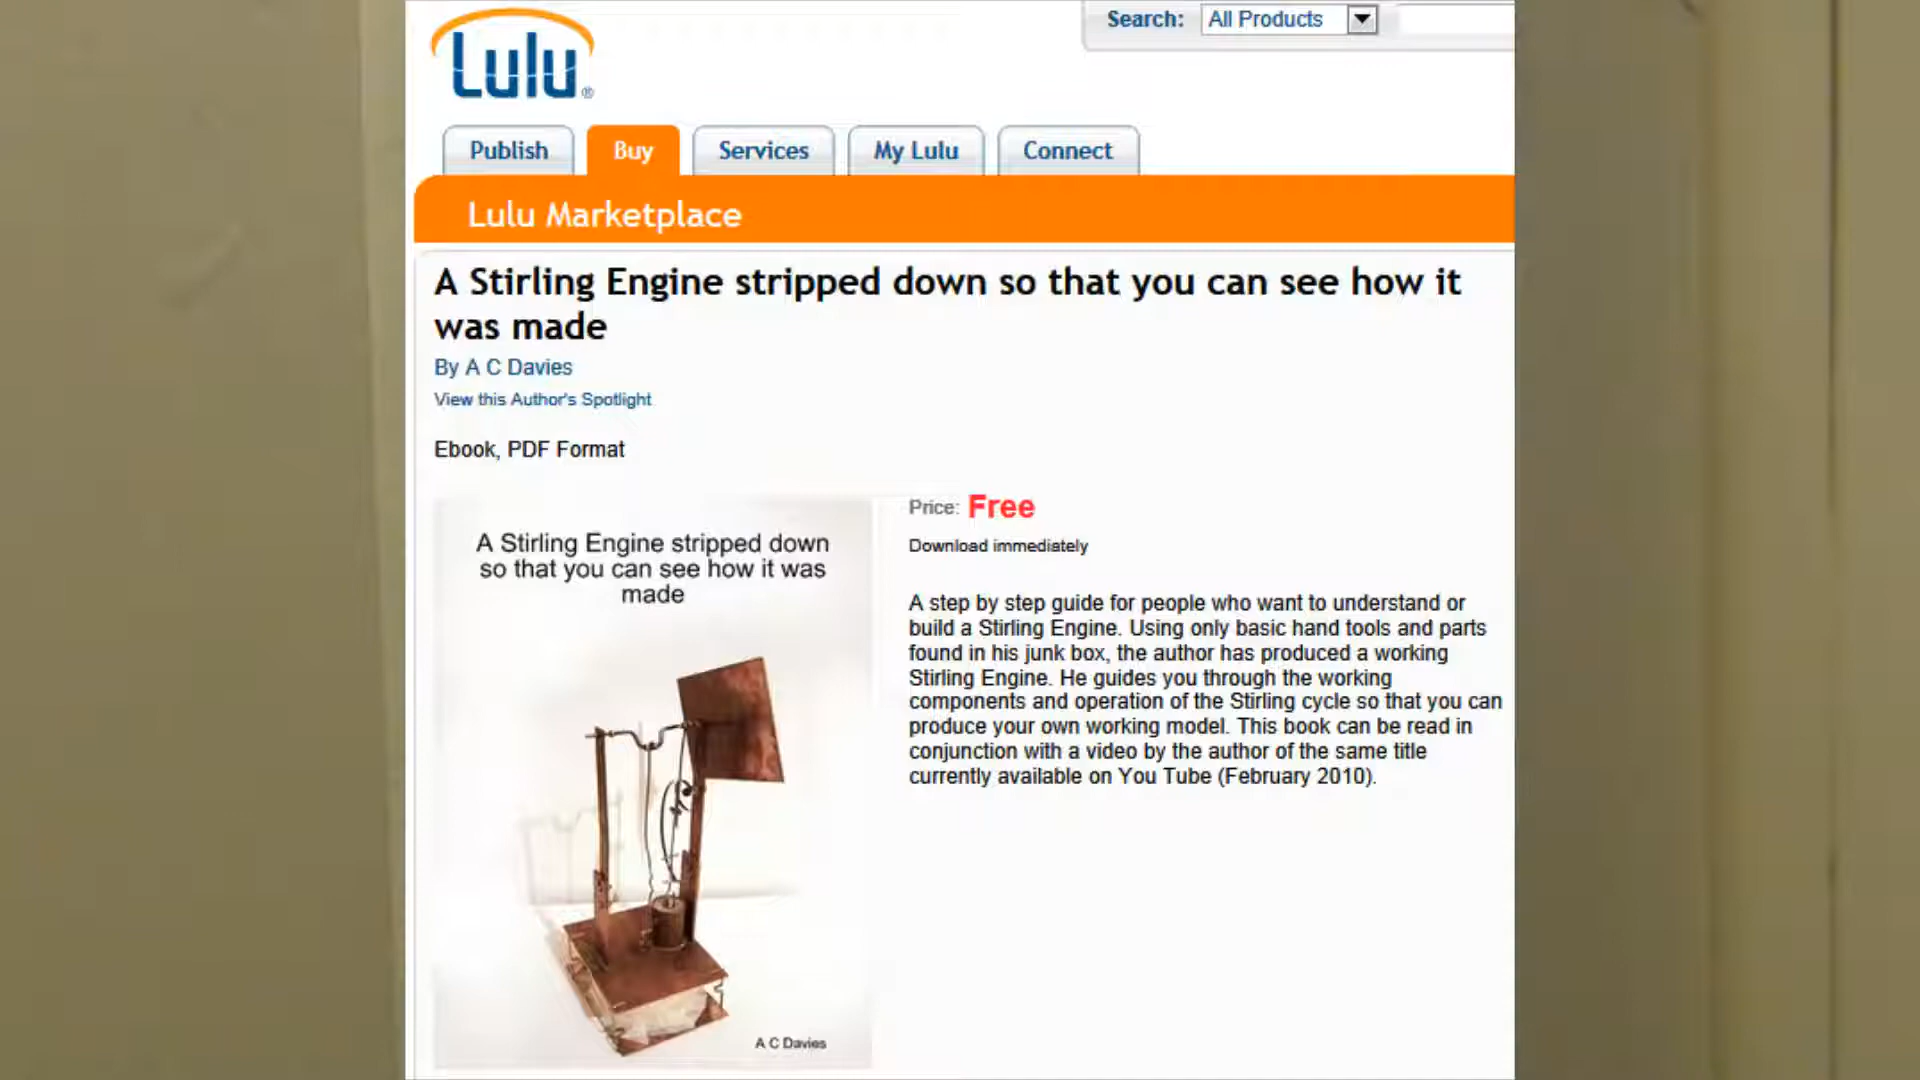 Lulu®
Search: All Products
Publish
Buy
Services
My Lulu
Connect
Lulu Marketplace
A Stirling Engine stripped down so that you can see how it
was made
By A C Davies
View this Author's Spotlight
Ebook, PDF Format
A Stirling Engine stripped down
so that you can see how it was
made
A C Davies
Price: Free
Download immediately
A step by step guide for people who want to understand or
build a Stirling Engine. Using only basic hand tools and parts
found in his junk box, the author has produced a working
Stirling Engine. He guides you through the working
components and operation of the Stirling cycle so that you can
produce your own working model. This book can be read in
conjunction with a video by the author of the same title
currently available on You Tube (February 2010).